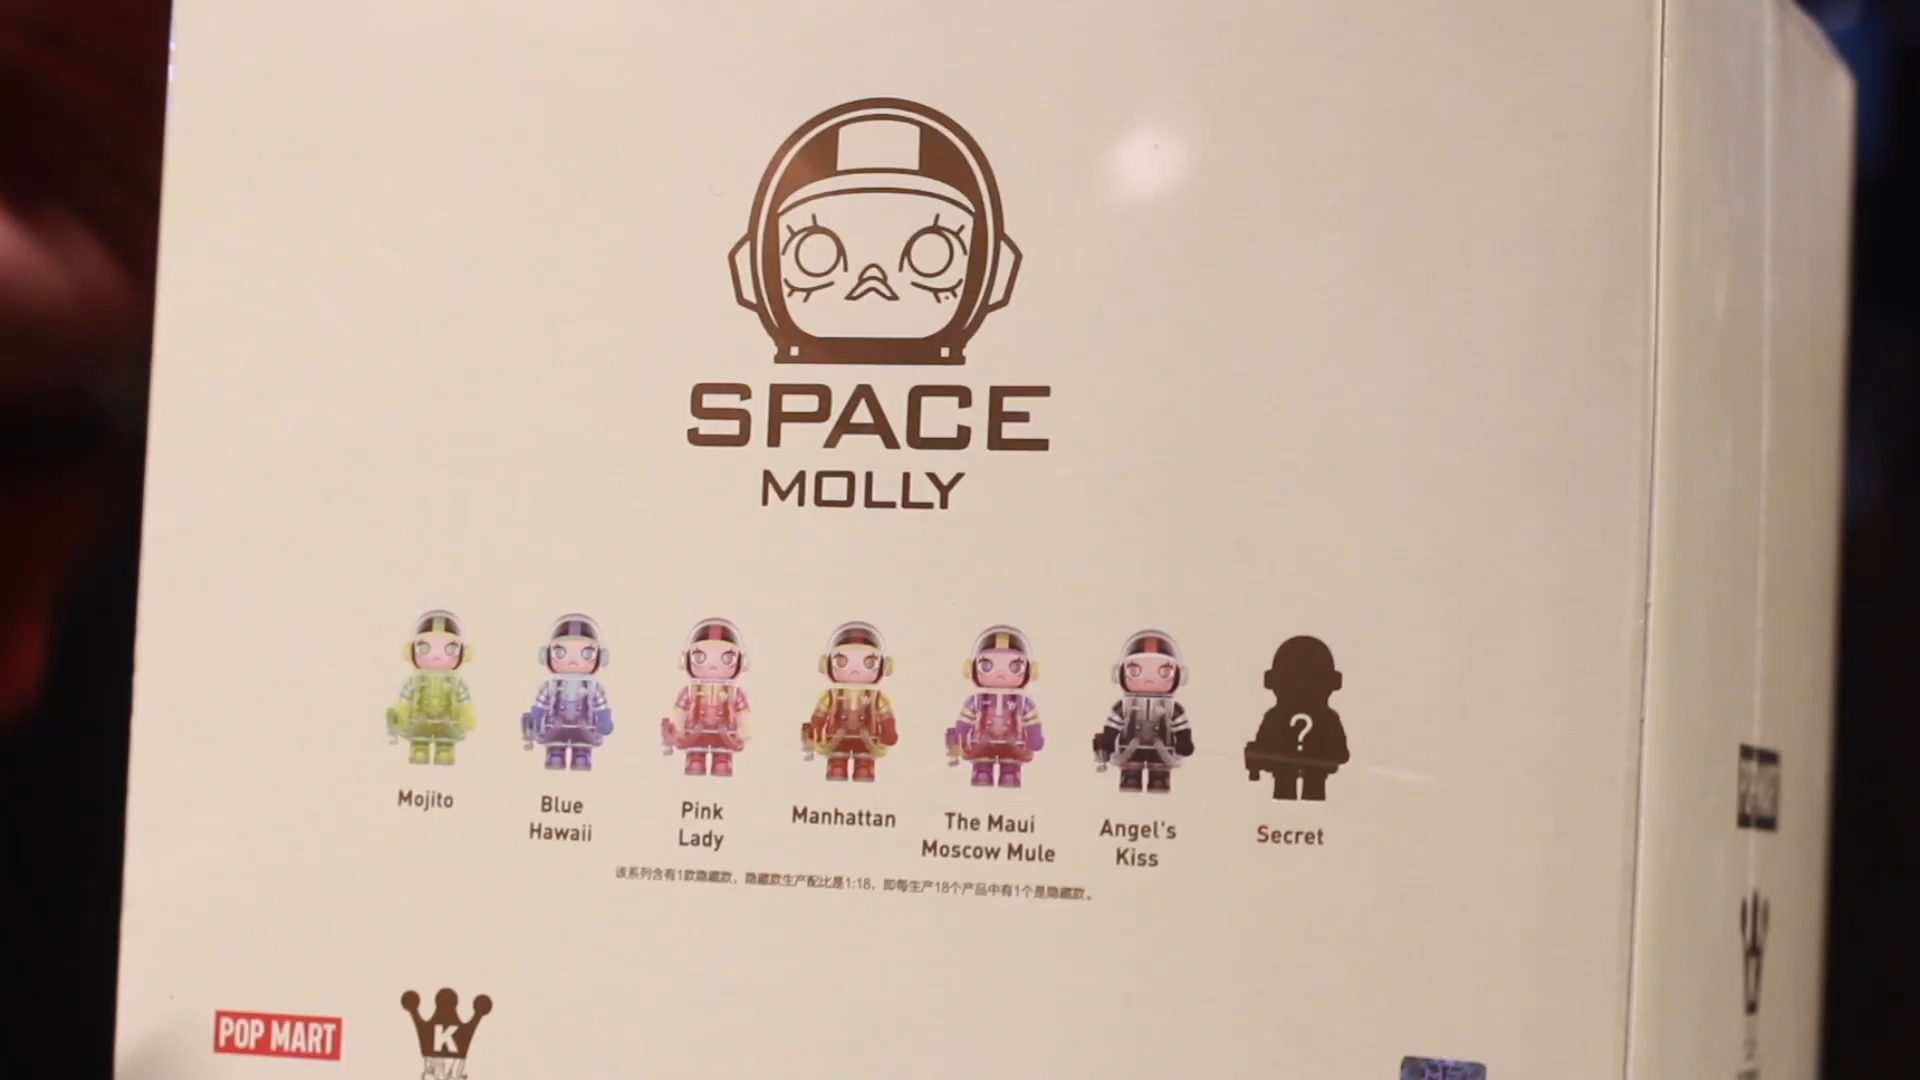 SPACE
MOLLY
?
Mojito
Blue
Hawaii
Pink
Lady
Manhattan
The Maui
Moscow Mule
Angel's
Kiss
Secret
该系列含有1款隐藏款，隐藏款生产配比是1:18，即每生产18个产品中有1个是隐藏款。
POP MART
K